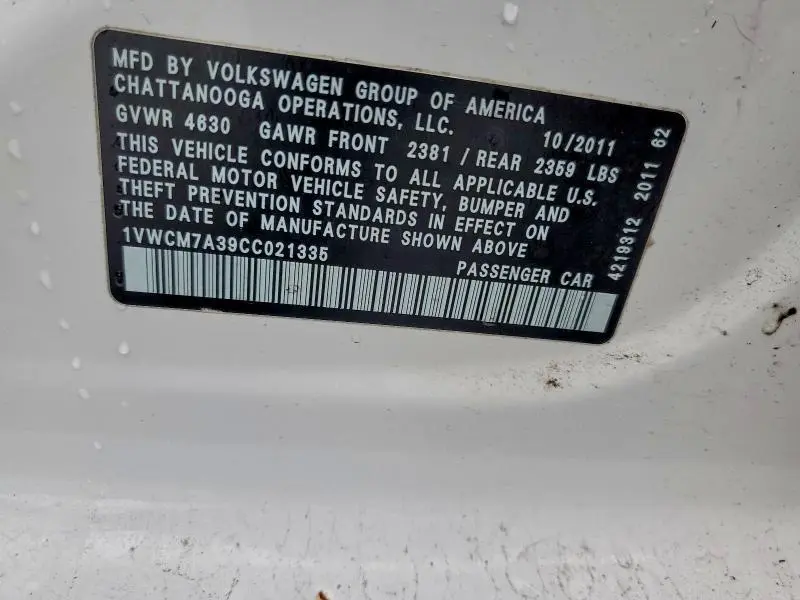 MFD BY VOLKSWAGEN GROUP OF AMERICA
CHATTANOOGA OPERATIONS, LLC. 10/2011
GVWR 4630 GAWR FRONT 2381 / REAR 2359 LBS
THIS VEHICLE CONFORMS TO ALL APPLICABLE U.S.
FEDERAL MOTOR VEHICLE SAFETY, BUMPER AND
THEFT PREVENTION STANDARDS IN EFFECT ON
THE DATE OF MANUFACTURE SHOWN ABOVE
1VWCM7A39CC021335 PASSENGER CAR
4219312 2011 62